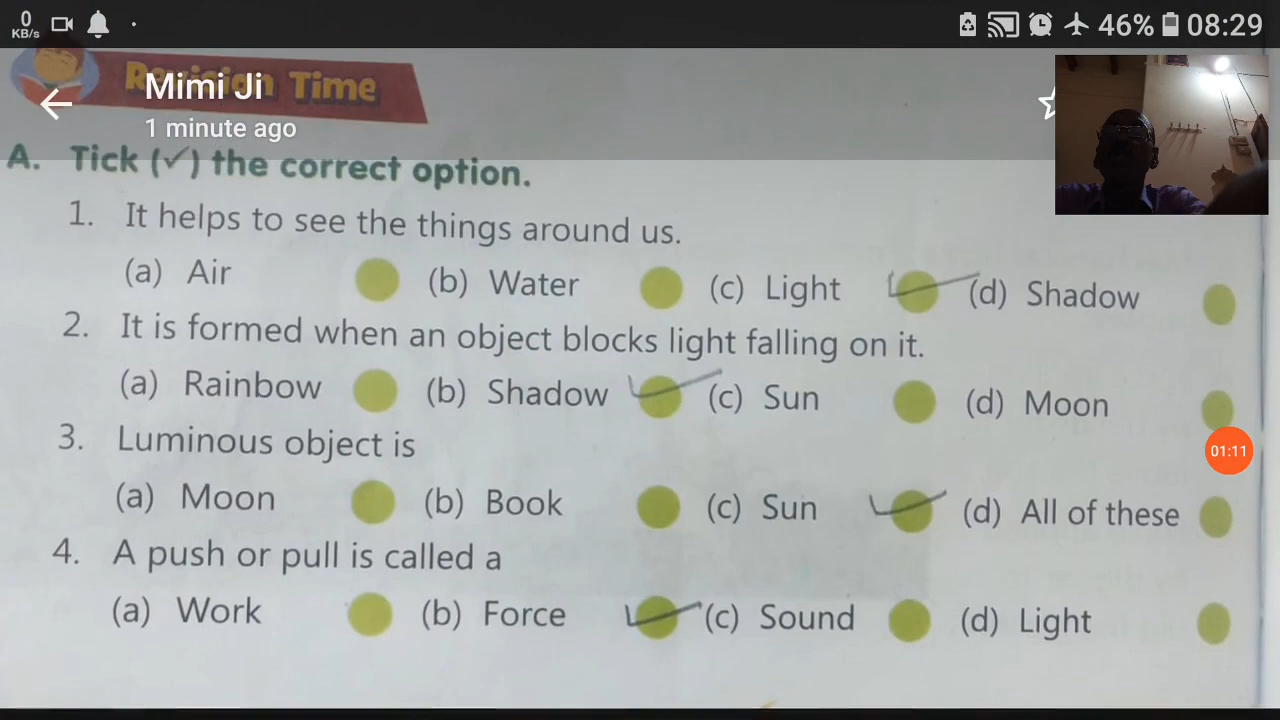 0 KB/s 46% 08:29
Revision Time
Mimi Ji
1 minute ago
A. Tick (✓) the correct option.
1. It helps to see the things around us.
(a) Air (b) Water (c) Light (d) Shadow
2. It is formed when an object blocks light falling on it.
(a) Rainbow (b) Shadow (c) Sun (d) Moon
3. Luminous object is
(a) Moon (b) Book (c) Sun (d) All of these
01:11
4. A push or pull is called a
(a) Work (b) Force (c) Sound (d) Light